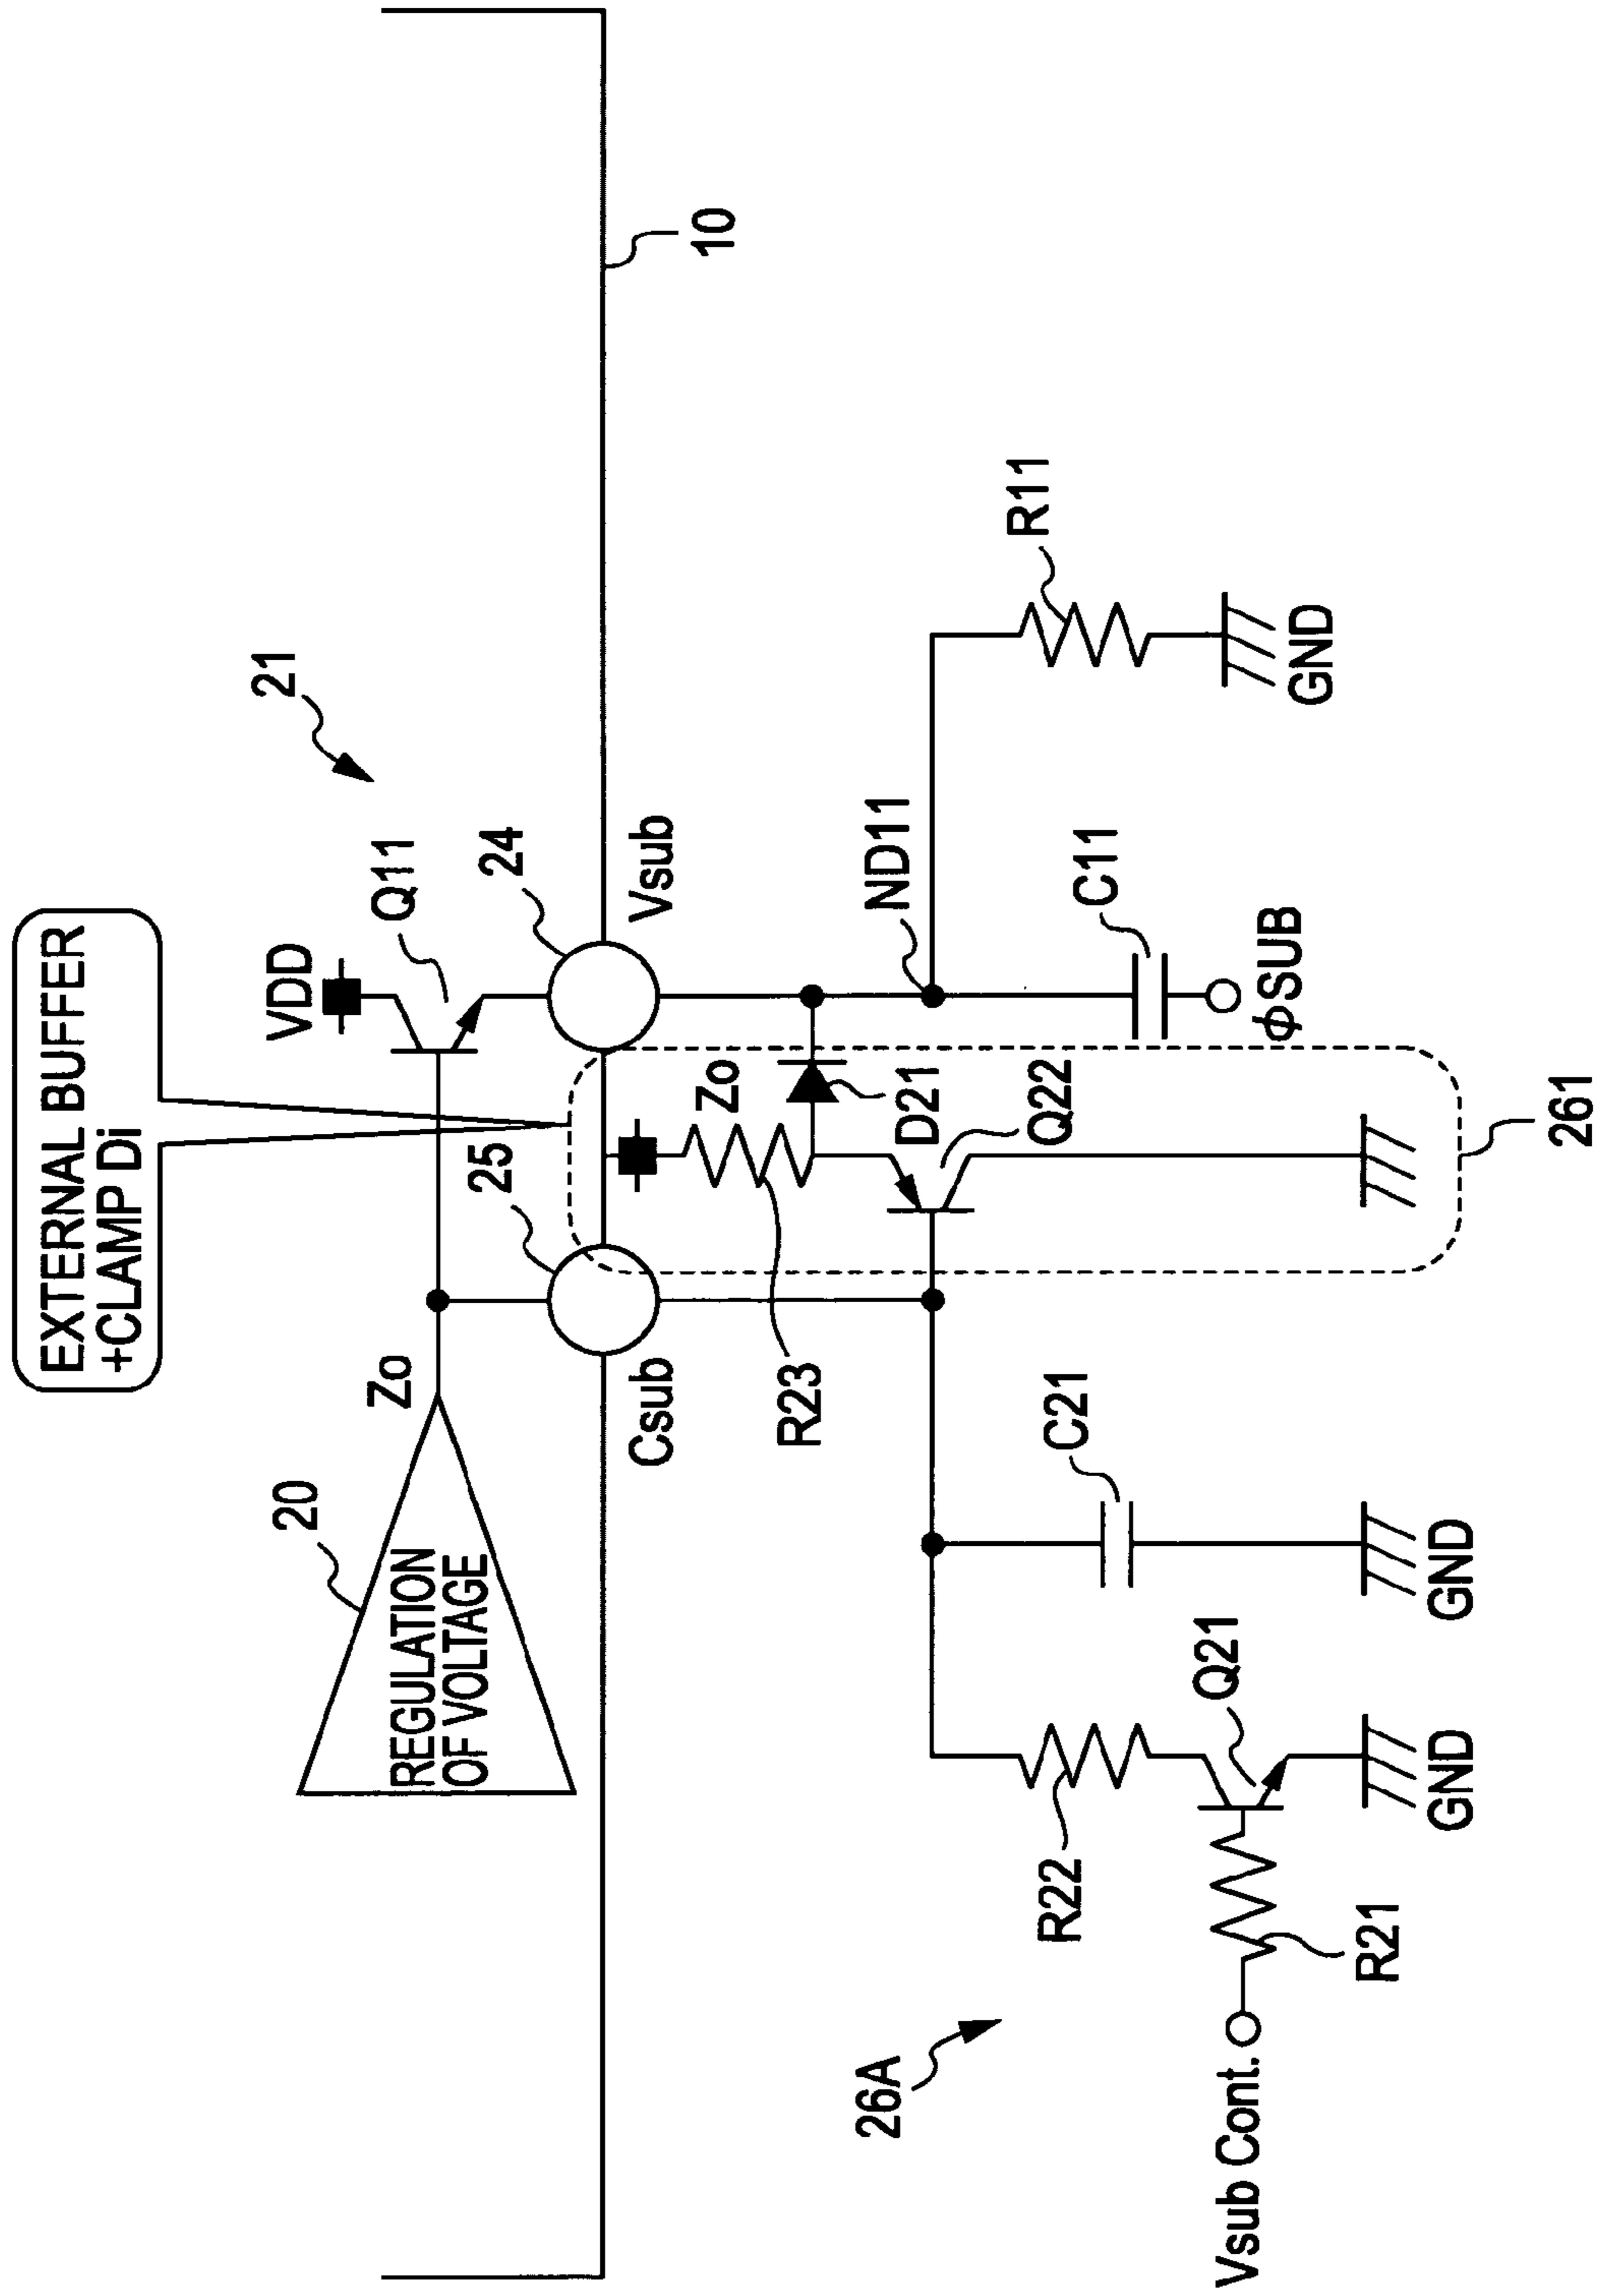 EXTERNAL BUFFER
+CLAMP Di
21
VDD
Q11
20
Zo
REGULATION
OF VOLTAGE
25
24
10
Csub
Vsub
Zo
R23
D21
ND11
26A
Q22
R11
R22
C21
C11
Q21
φSUB
GND
Vsub Cont.
R21
GND
GND
261